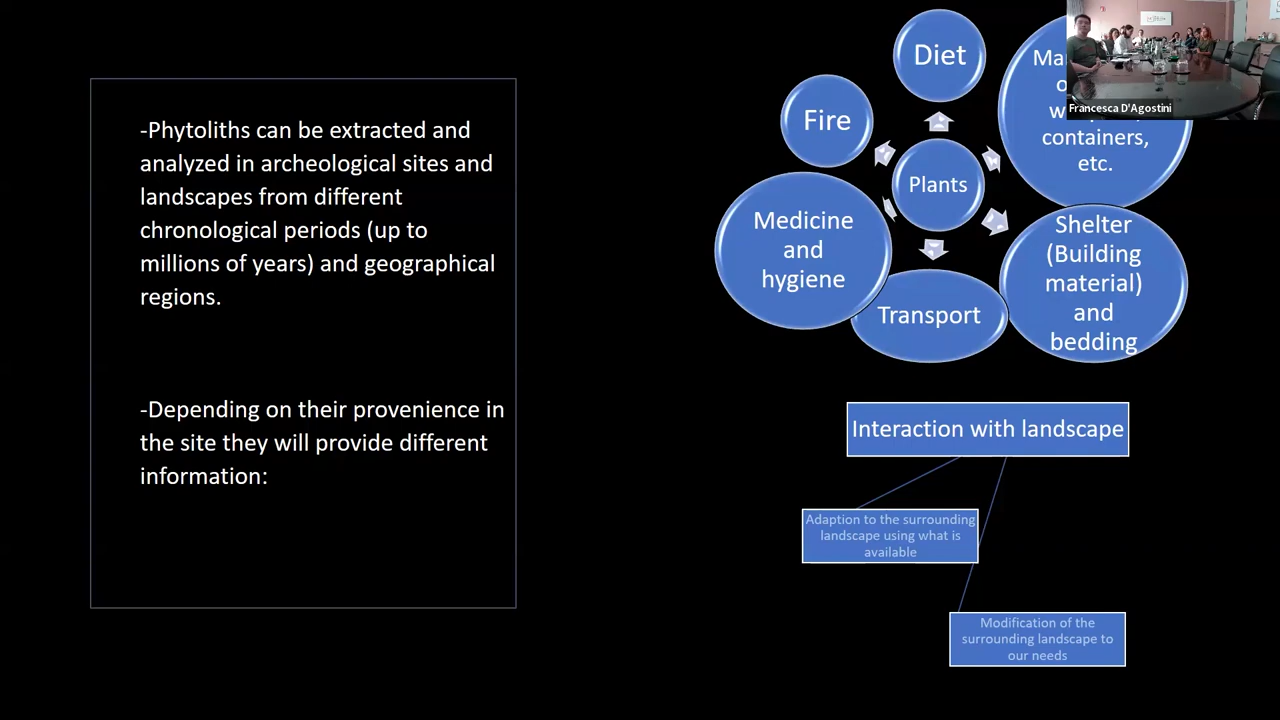 -Phytoliths can be extracted and
analyzed in archeological sites and
landscapes from different
chronological periods (up to
millions of years) and geographical
regions.
-Depending on their provenience in
the site they will provide different
information:
Diet
Fire
containers,
etc.
Plants
Medicine
and
hygiene
Shelter
(Building
material)
and
bedding
Transport
Interaction with landscape
Adaption to the surrounding
landscape using what is
available
Modification of the
surrounding landscape to
our needs
Francesca D'Agostini